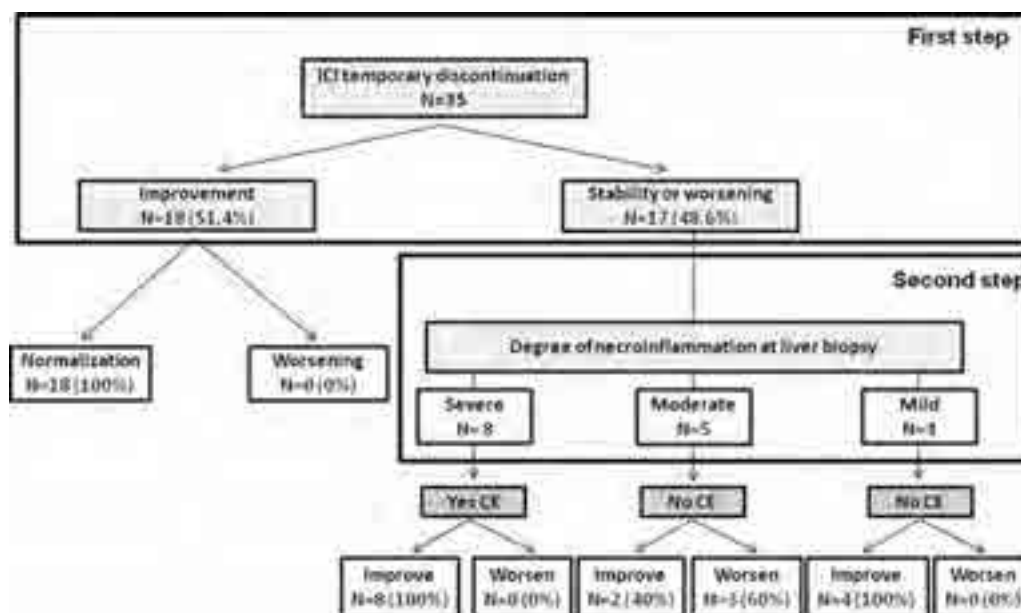 First step
ICI temporary discontinuation
N=35
Improvement
N=18 (51.4%)
Stability or worsening
N=17 (48.6%)
Second step
Normalization
N=18 (100%)
Worsening
N=0 (0%)
Degree of necroinflammation at liver biopsy
Severe
N= 8
Moderate
N=5
Mild
Yes CE
No CE
No CE
Improve
N=8 (100%)
Worsen
N=0 (0%)
Improve
N=2 (40%)
Worsen
N=3 (60%)
Improve
N=4 (100%)
Worsen
N=0 (0%)